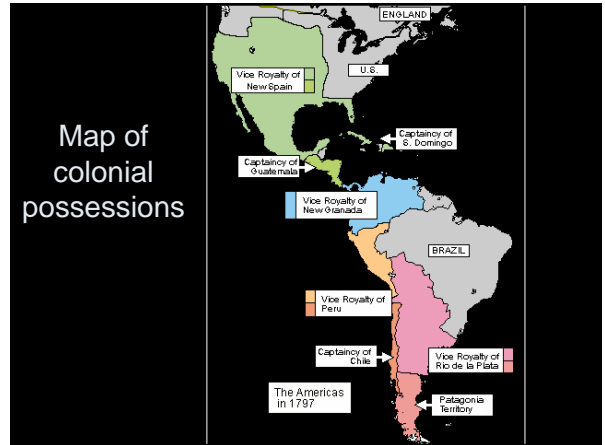 Map of
colonial
possessions
ENGLAND
U.S.
Vice Royalty of
New Spain
Captaincy of
S. Domingo
Captaincy of
Guatemala
Vice Royalty of
New Granada
BRAZIL
Vice Royalty of
Peru
Captaincy of
Chile
Vice Royalty of
Rio de la Plata
The Americas
in 1797
Patagonia
Territory